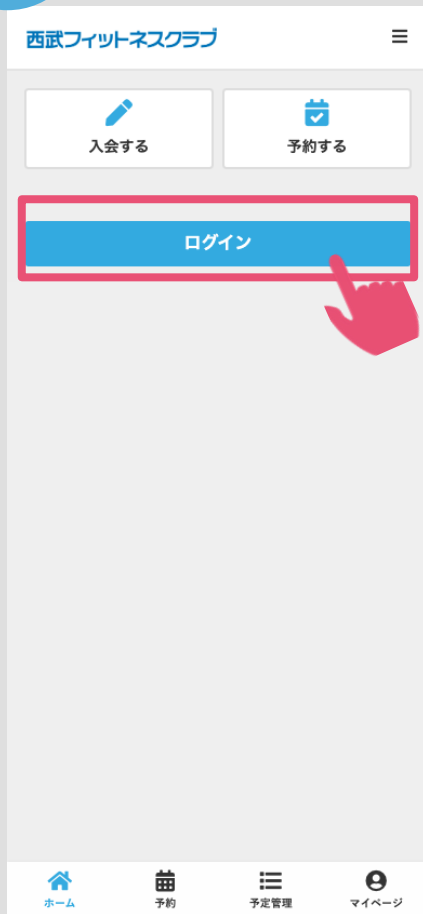 西武フィットネスクラブ
入会する
予約する
ログイン
ホーム
予約
予定管理
マイページ